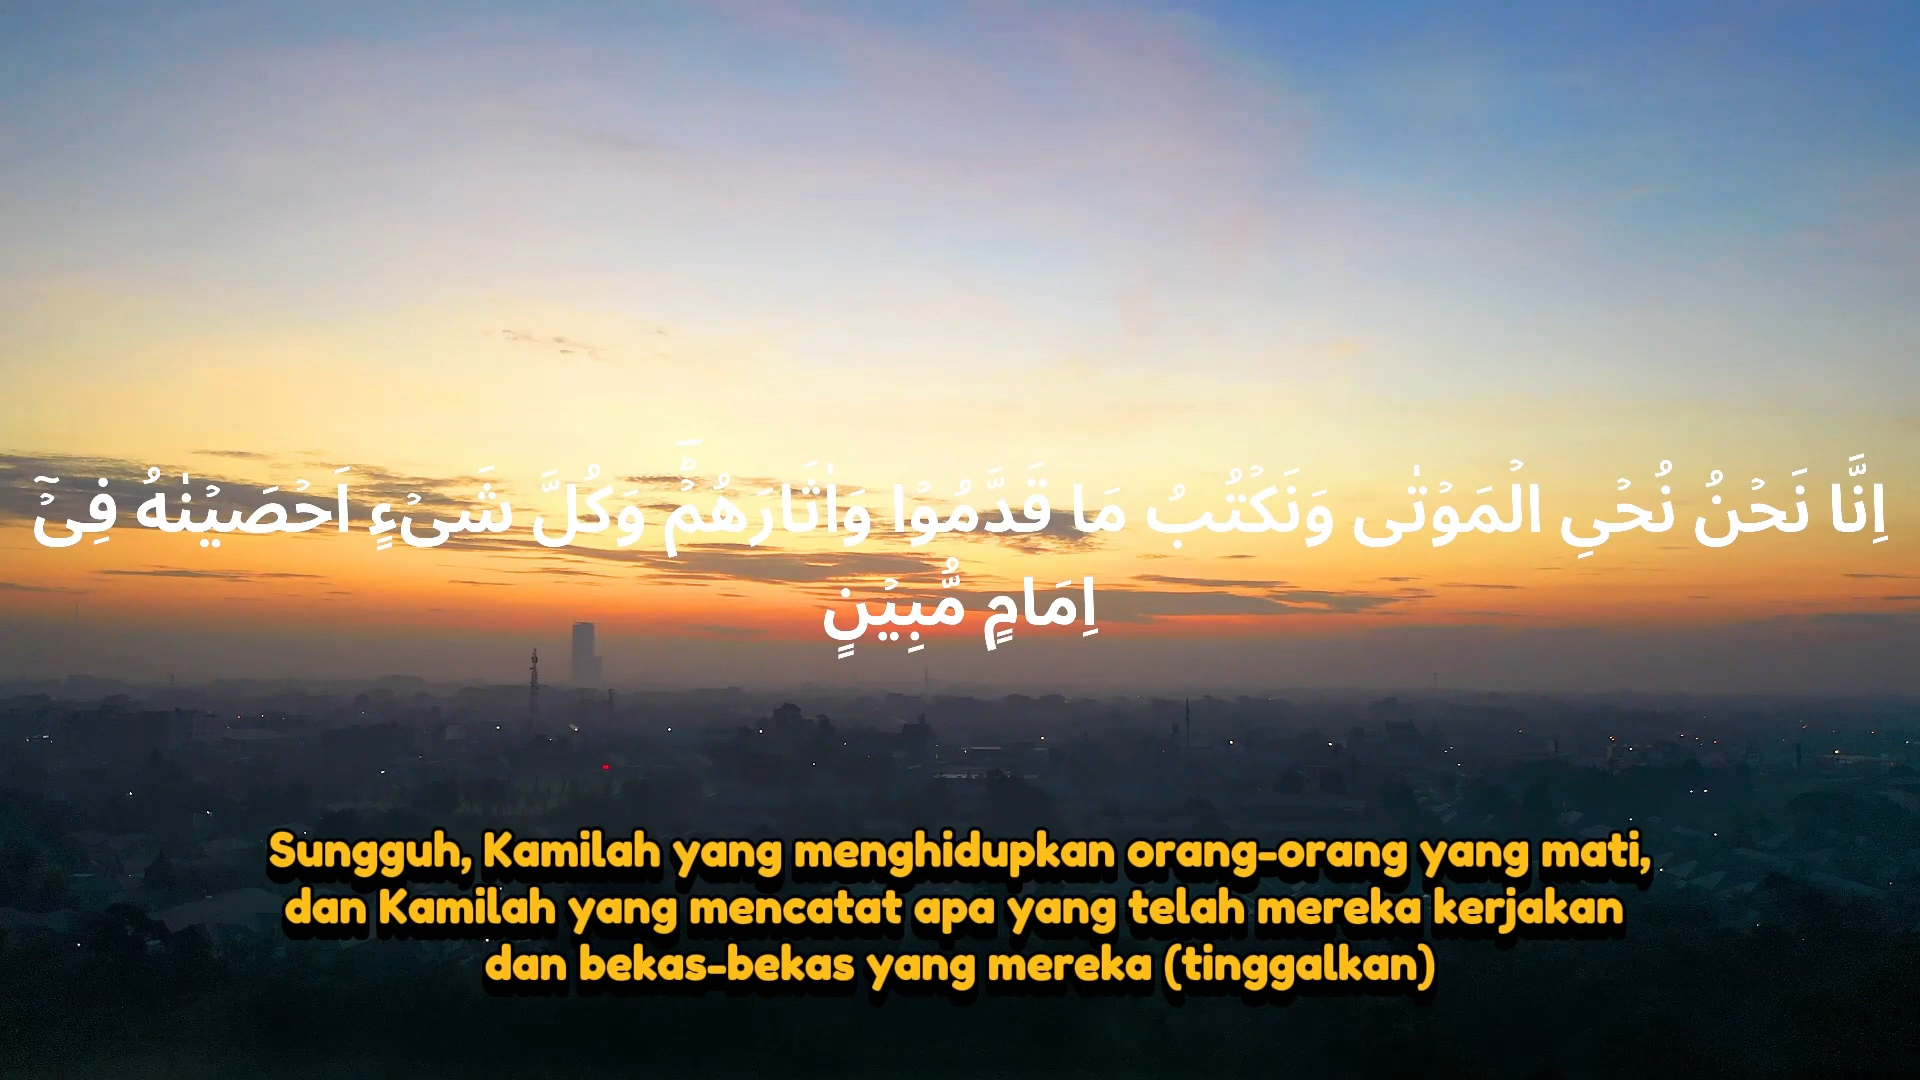 اِنَّا نَحۡنُ نُحۡىِ الۡمَوۡتٰى وَنَكۡتُبُ مَا قَدَّمُوۡا وَاٰثَارَهُمۡؕؔ وَكُلَّ شَىۡءٍ اَحۡصَيۡنٰهُ فِىۡۤ
اِمَامٍ مُّبِيۡنٍ
Sungguh, Kamilah yang menghidupkan orang-orang yang mati,
dan Kamilah yang mencatat apa yang telah mereka kerjakan
dan bekas-bekas yang mereka (tinggalkan)